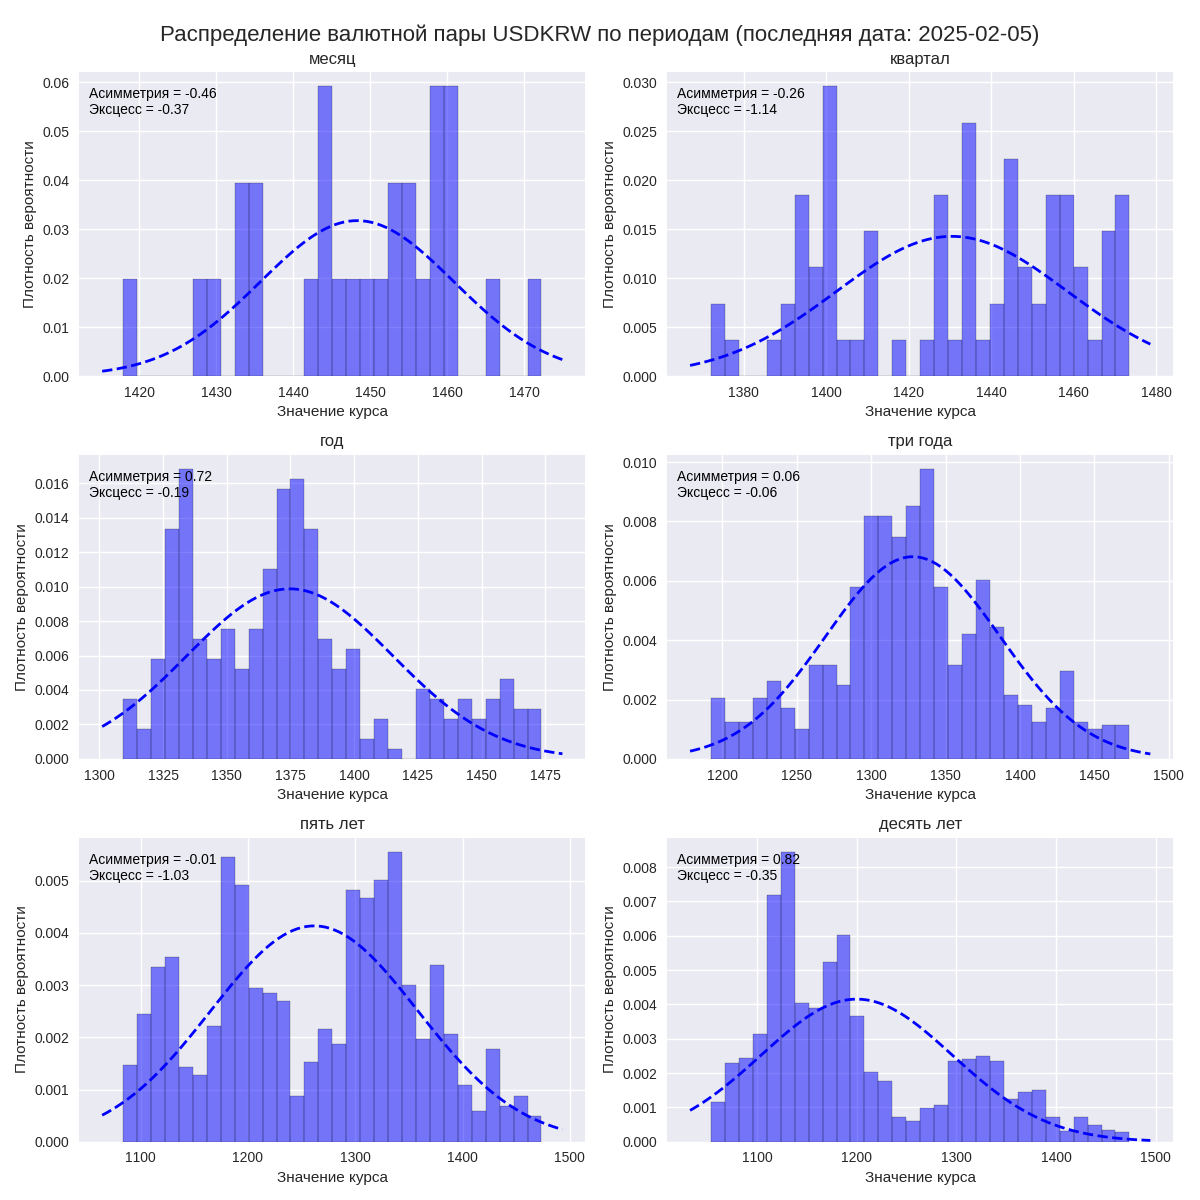 Распределение валютной пары USDKRW по периодам (последняя дата: 2025-02-05)
месяц
Асимметрия = -0.46
Эксцесс = -0.37
Плотность вероятности
0.06
0.05
0.04
0.03
0.02
0.01
0.00
1420 1430 1440 1450 1460 1470
Значение курса
квартал
Асимметрия = -0.26
Эксцесс = -1.14
Плотность вероятности
0.030
0.025
0.020
0.015
0.010
0.005
0.000
1380 1400 1420 1440 1460 1480
Значение курса
год
Асимметрия = 0.72
Эксцесс = -0.19
Плотность вероятности
0.016
0.014
0.012
0.010
0.008
0.006
0.004
0.002
0.000
1300 1325 1350 1375 1400 1425 1450 1475
Значение курса
три года
Асимметрия = 0.06
Эксцесс = -0.06
Плотность вероятности
0.010
0.008
0.006
0.004
0.002
0.000
1200 1250 1300 1350 1400 1450 1500
Значение курса
пять лет
Асимметрия = -0.01
Эксцесс = -1.03
Плотность вероятности
0.005
0.004
0.003
0.002
0.001
0.000
1100 1200 1300 1400 1500
Значение курса
десять лет
Асимметрия = 0.82
Эксцесс = -0.35
Плотность вероятности
0.008
0.007
0.006
0.005
0.004
0.003
0.002
0.001
0.000
1100 1200 1300 1400 1500
Значение курса